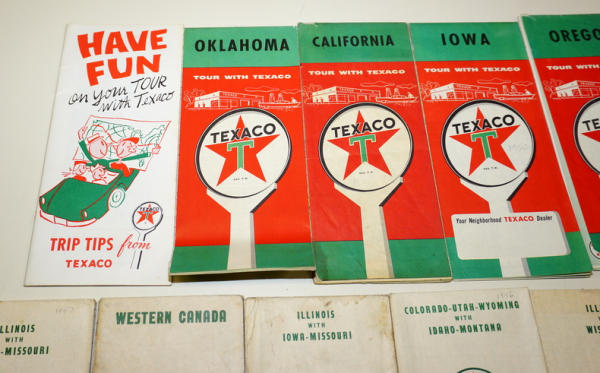 HAVE
FUN
on your TOUR
with Texaco
TRIP TIPS from
TEXACO
OKLAHOMA
TOUR WITH TEXACO
TEXACO
T
CALIFORNIA
TOUR WITH TEXACO
TEXACO
T
IOWA
TOUR WITH TEXACO
TEXACO
T
Your Neighborhood TEXACO Dealer
TOUR WITH TEXACO
ILLINOIS
WITH
-MISSOURI
WESTERN CANADA
ILLINOIS
WITH
IOWA-MISSOURI
COLORADO-UTAH-WYOMING
WITH
IDAHO-MONTANA
WITH